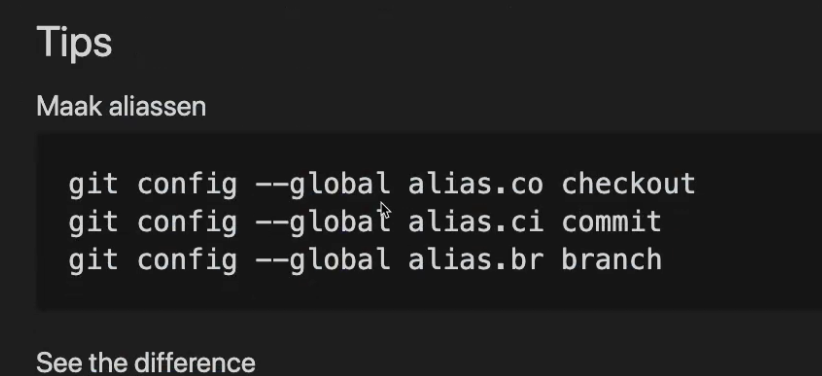 Tips
Maak aliassen
git config --global alias.co checkout
git config --global alias.ci commit
git config --global alias.br branch
See the difference